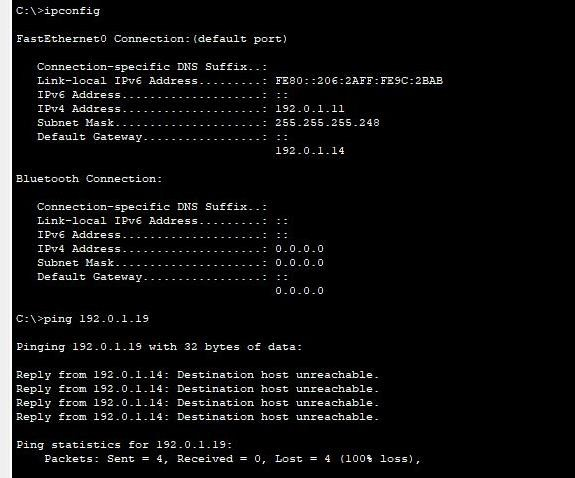 C:\>ipconfig
FastEthernet0 Connection:(default port)
Connection-specific DNS Suffix..:
Link-local IPv6 Address.........: FE80::206:2AFF:FE9C:2BAB
IPv6 Address....................: ::
IPv4 Address....................: 192.0.1.11
Subnet Mask.....................: 255.255.255.248
Default Gateway.................: ::
192.0.1.14
Bluetooth Connection:
Connection-specific DNS Suffix..:
Link-local IPv6 Address.........: ::
IPv6 Address....................: ::
IPv4 Address....................: 0.0.0.0
Subnet Mask.....................: 0.0.0.0
Default Gateway.................: ::
0.0.0.0
C:\>ping 192.0.1.19
Pinging 192.0.1.19 with 32 bytes of data:
Reply from 192.0.1.14: Destination host unreachable.
Reply from 192.0.1.14: Destination host unreachable.
Reply from 192.0.1.14: Destination host unreachable.
Reply from 192.0.1.14: Destination host unreachable.
Ping statistics for 192.0.1.19:
Packets: Sent = 4, Received = 0, Lost = 4 (100% loss),